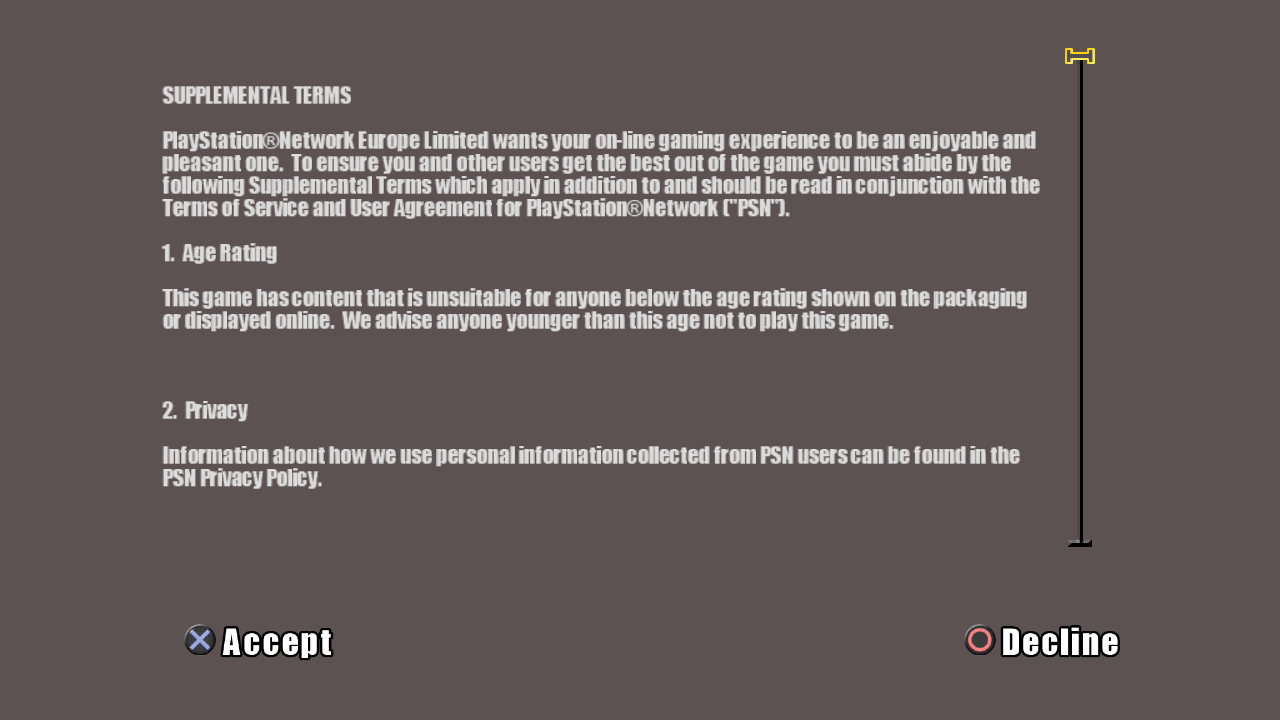 SUPPLEMENTAL TERMS
PlayStation®Network Europe Limited wants your on-line gaming experience to be an enjoyable and
pleasant one.  To ensure you and other users get the best out of the game you must abide by the
following Supplemental Terms which apply in addition to and should be read in conjunction with the
Terms of Service and User Agreement for PlayStation®Network ("PSN").
1.  Age Rating
This game has content that is unsuitable for anyone below the age rating shown on the packaging
or displayed online.  We advise anyone younger than this age not to play this game.
2.  Privacy
Information about how we use personal information collected from PSN users can be found in the
PSN Privacy Policy.
Accept
Decline